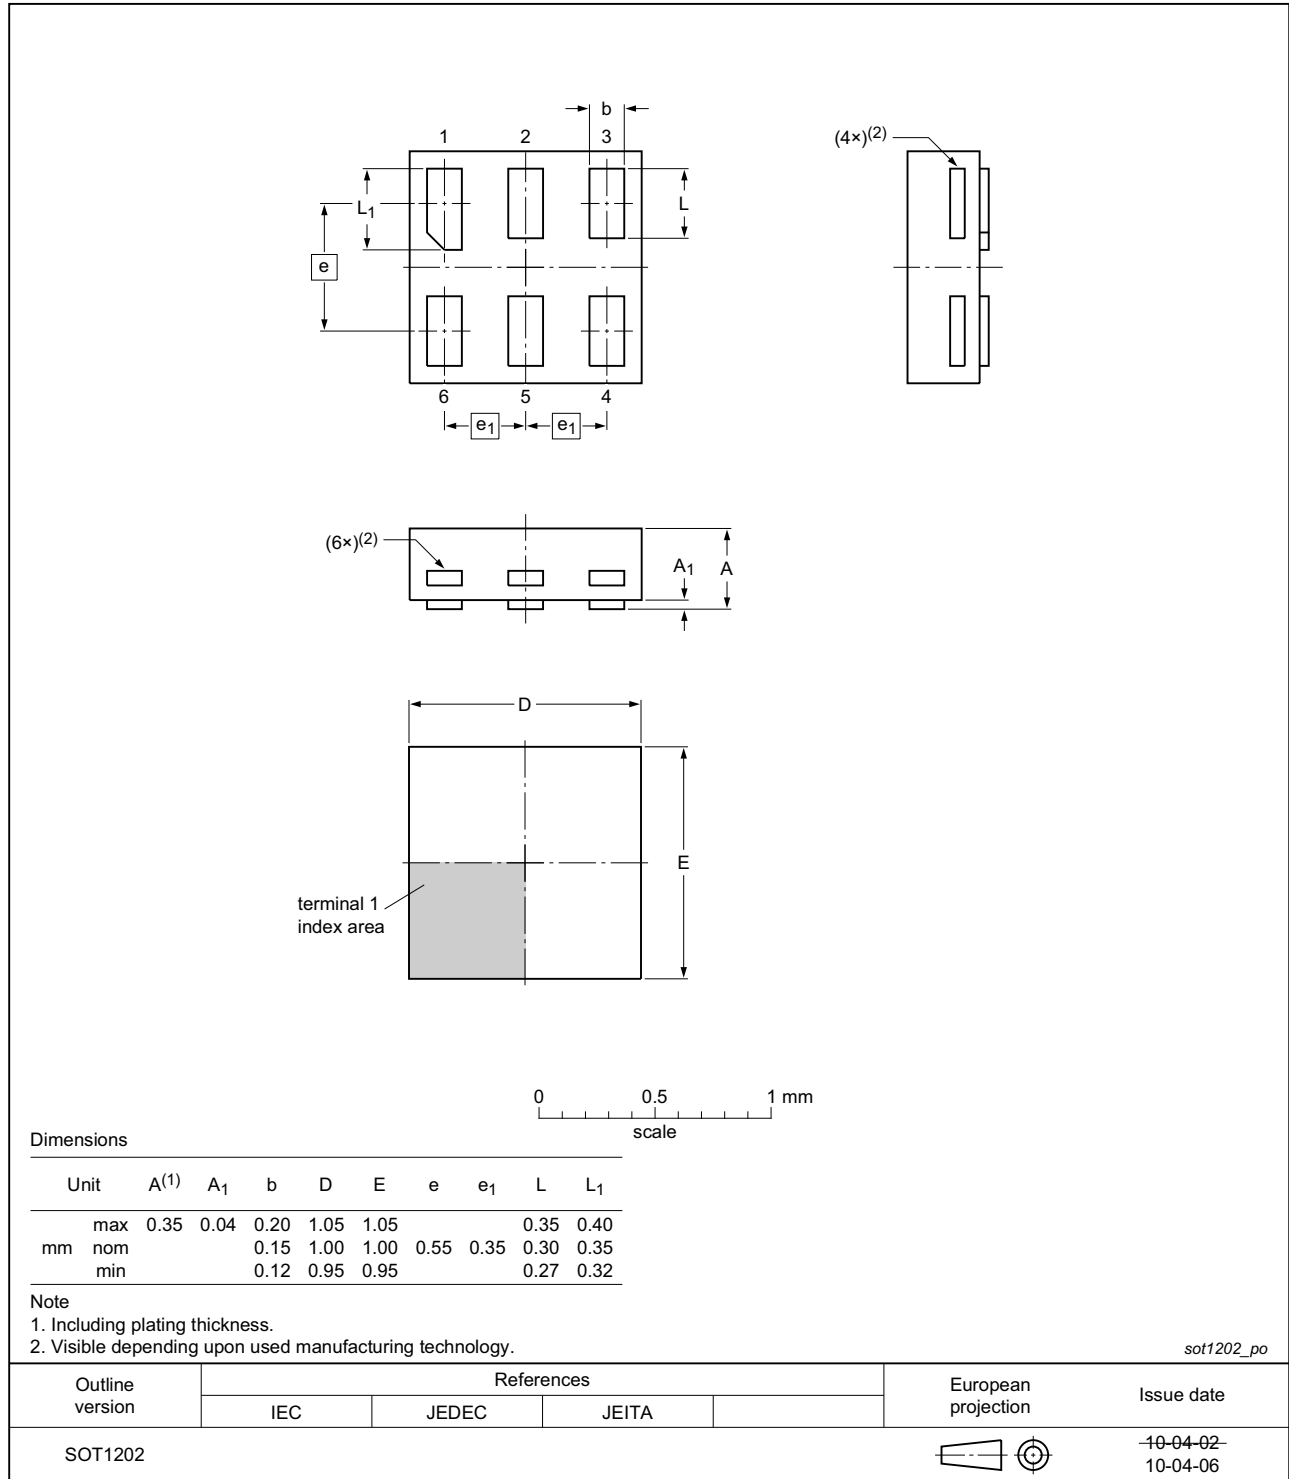 b
1 2 3
(4×)(2)
L1
L
e
6 5 4
e1 e1
(6×)(2)
A1 A
D
E
terminal 1
index area
0 0.5 1 mm
scale
Dimensions
Unit A(1) A1 b D E e e1 L L1
max 0.35 0.04 0.20 1.05 1.05 0.35 0.40
mm nom 0.15 1.00 1.00 0.55 0.35 0.30 0.35
min 0.12 0.95 0.95 0.27 0.32
Note
1. Including plating thickness.
2. Visible depending upon used manufacturing technology.
sot1202_po
Outline
version
References
IEC JEDEC JEITA
European
projection
Issue date
SOT1202
10-04-02
10-04-06